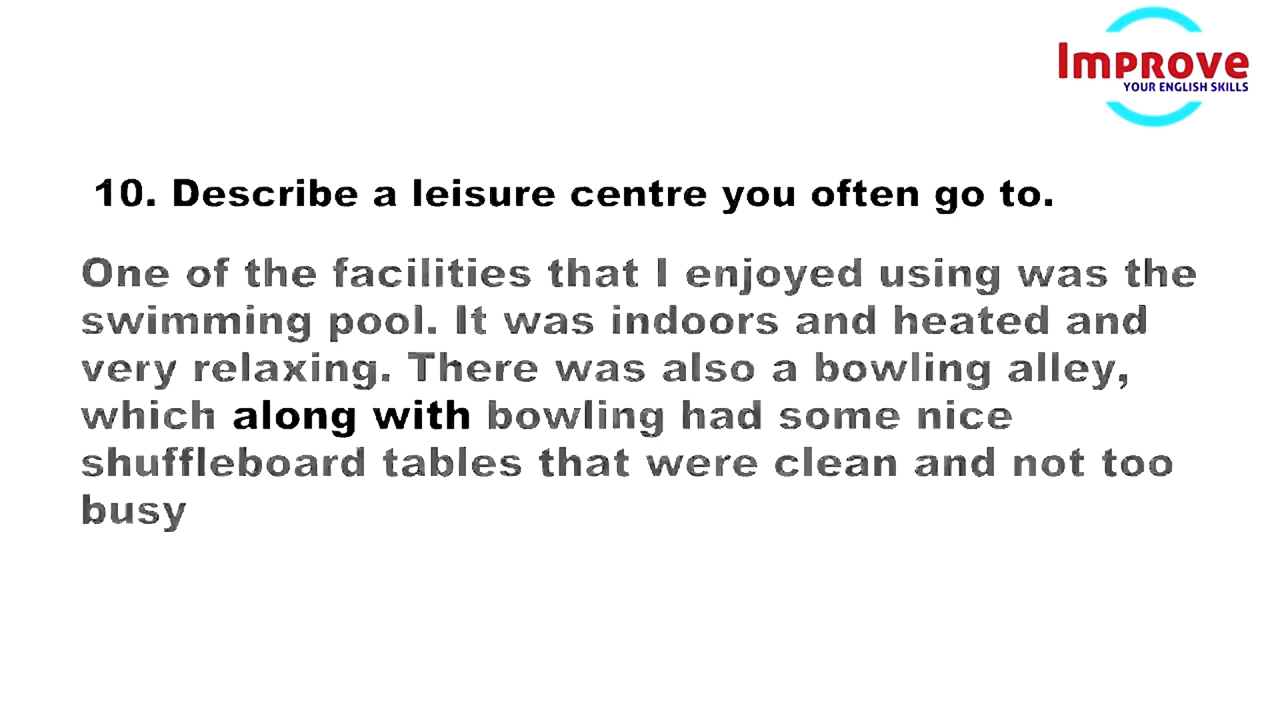 Improve
YOUR ENGLISH SKILLS
10. Describe a leisure centre you often go to.
One of the facilities that I enjoyed using was the
swimming pool. It was indoors and heated and
very relaxing. There was also a bowling alley,
which along with bowling had some nice
shuffleboard tables that were clean and not too
busy